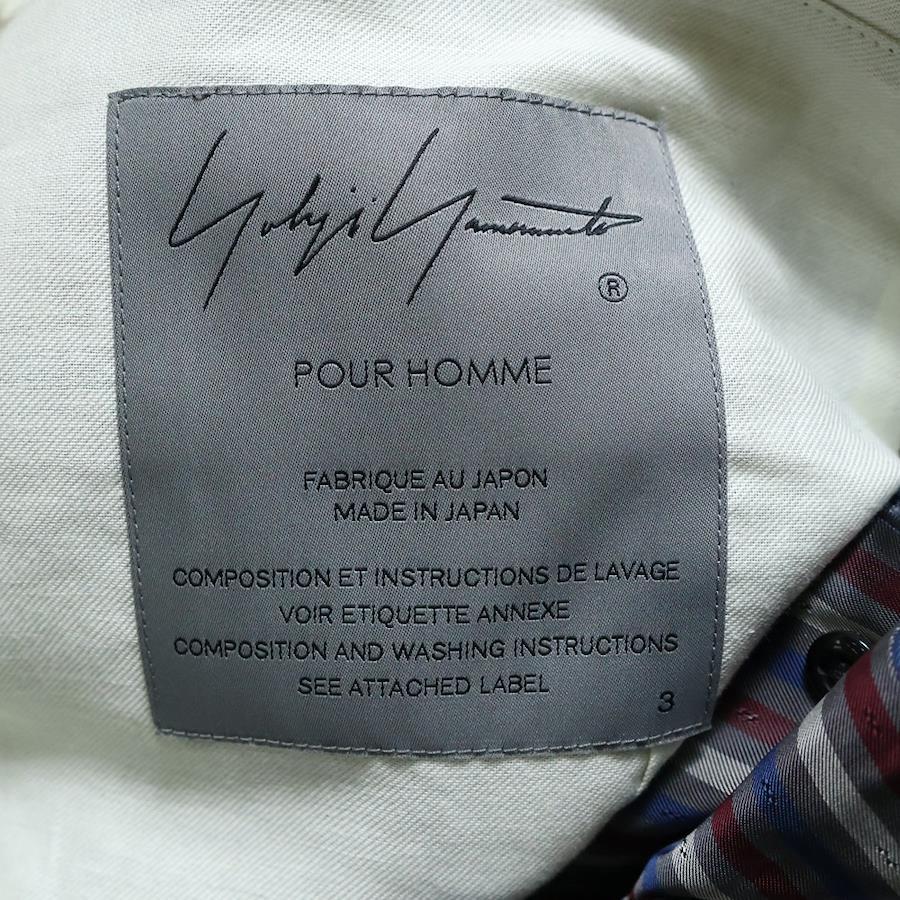 Yohji Yamamoto
®
POUR HOMME
FABRIQUE AU JAPON
MADE IN JAPAN
COMPOSITION ET INSTRUCTIONS DE LAVAGE
VOIR ETIQUETTE ANNEXE
COMPOSITION AND WASHING INSTRUCTIONS
SEE ATTACHED LABEL
3